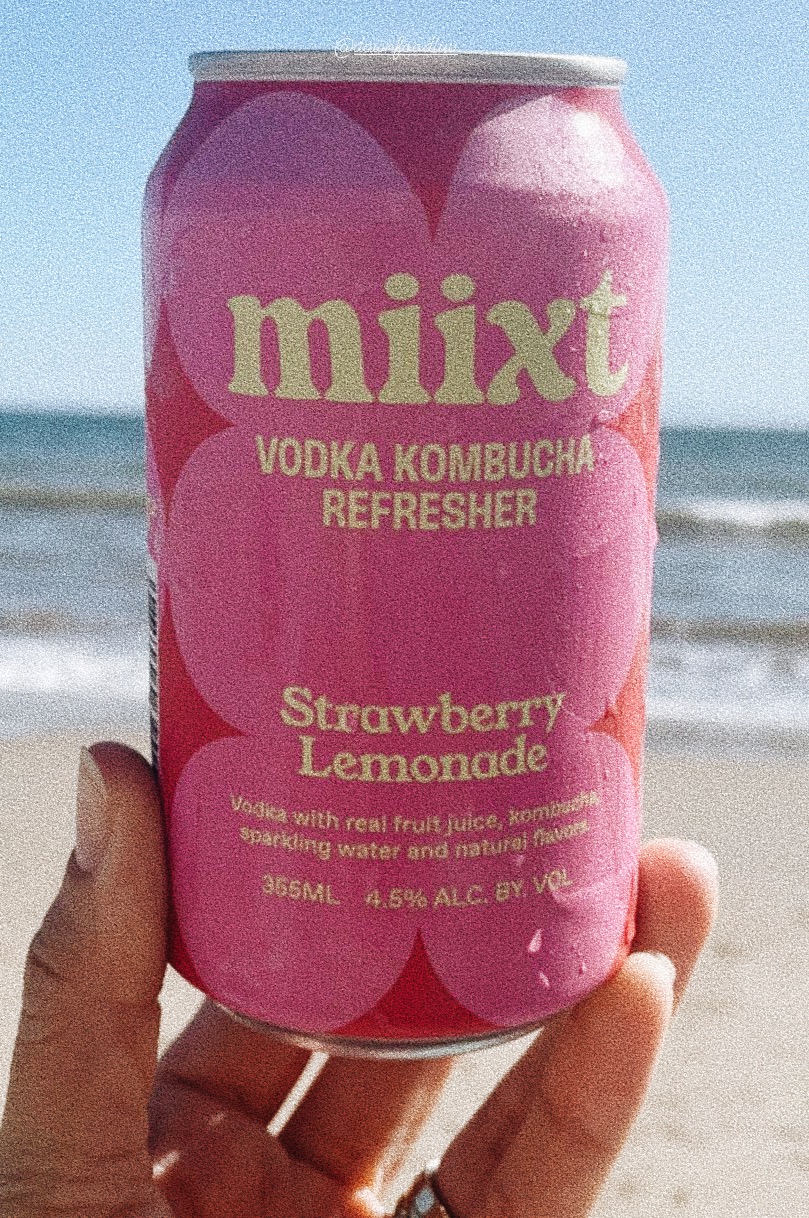 miixt
VODKA KOMBUCHA
REFRESHER
Strawberry
Lemonade
Vodka with real fruit juice, kombucha,
sparkling water and natural flavors.
355ML 4.5% ALC. BY. VOL